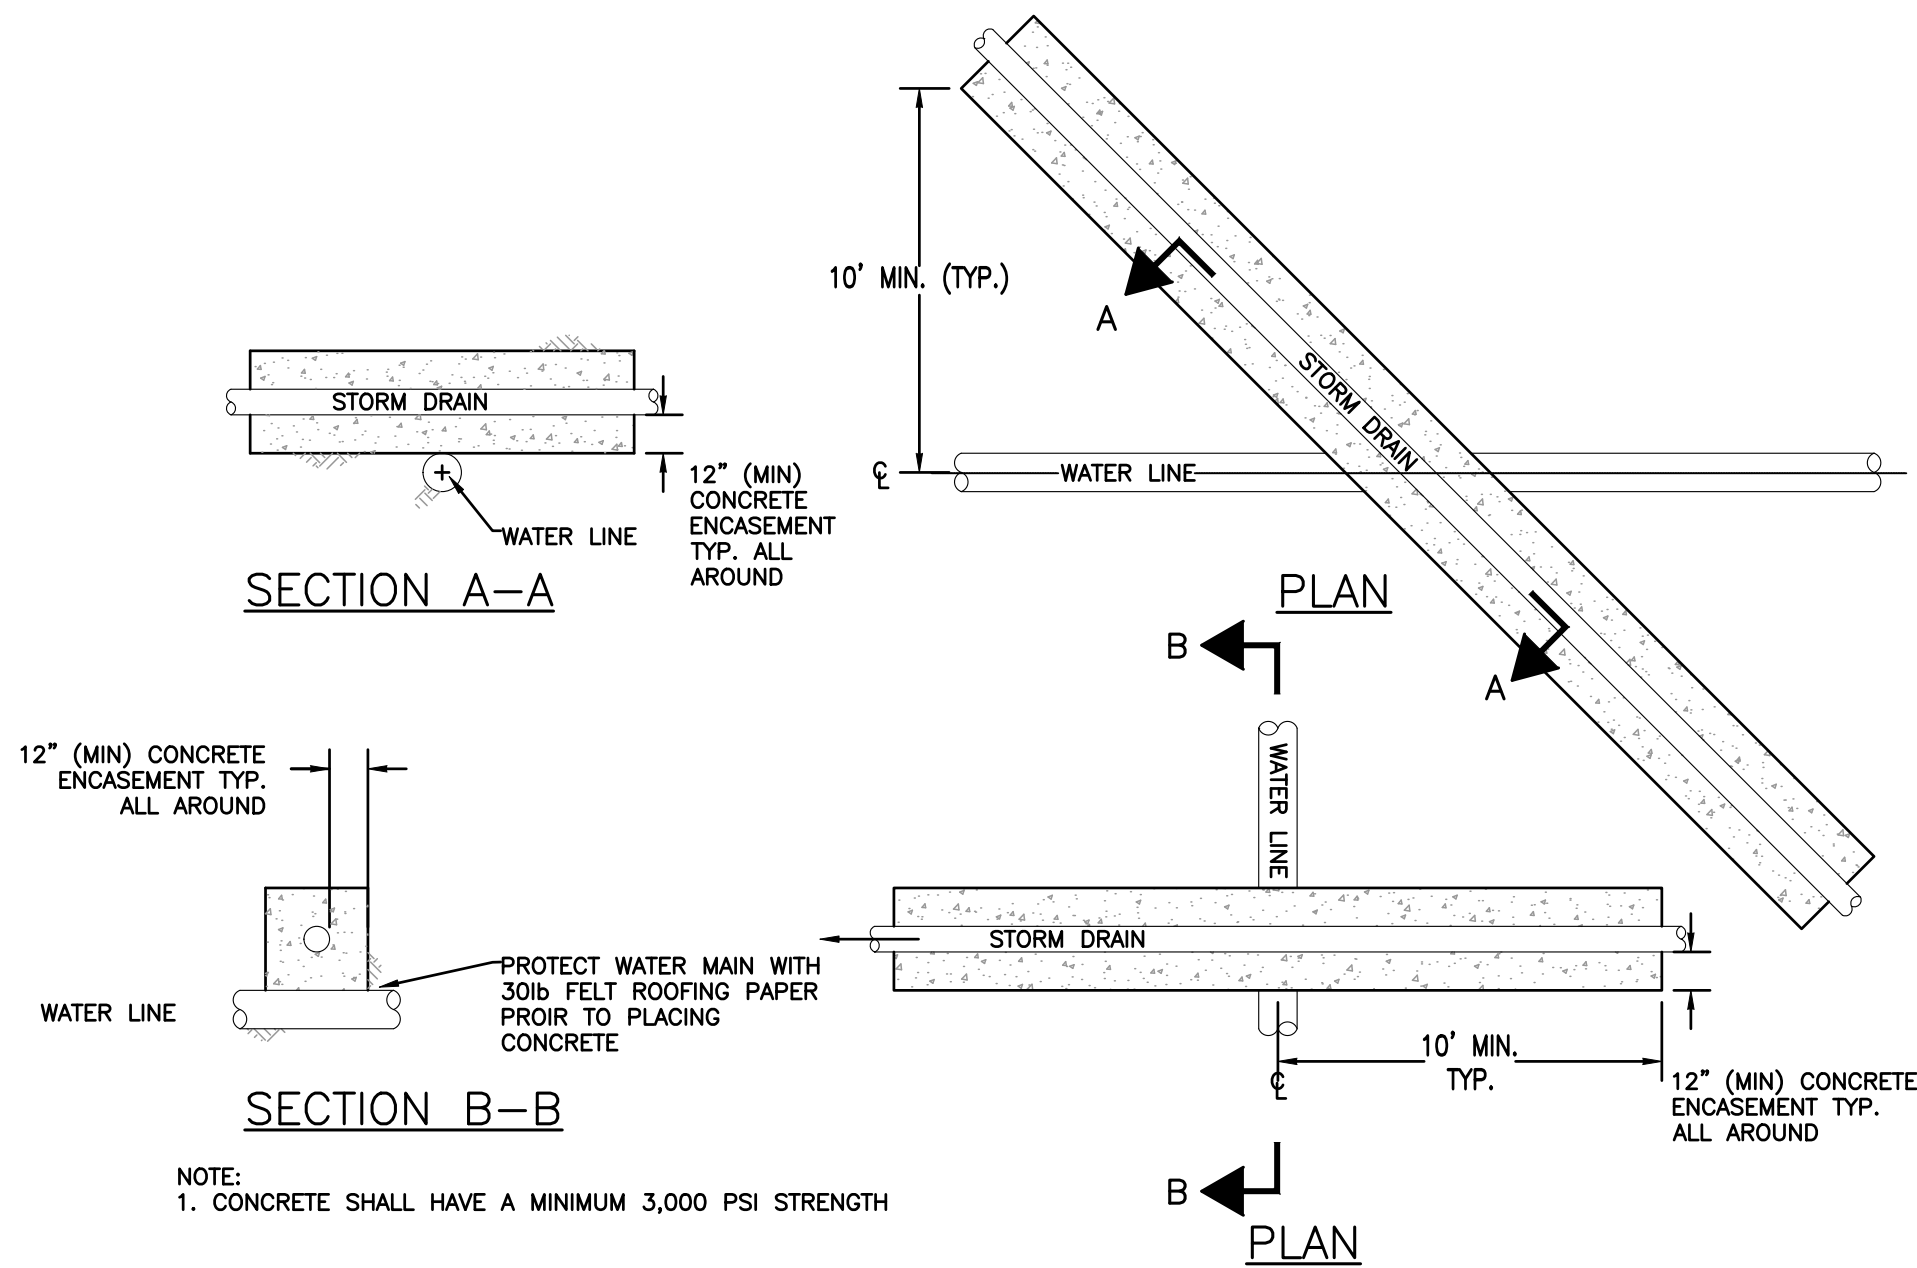 10' MIN. (TYP.)
A
STORM DRAIN
℄
WATER LINE
A
PLAN
STORM DRAIN
12" (MIN)
CONCRETE
ENCASEMENT
TYP. ALL
AROUND
WATER LINE
SECTION A-A
12" (MIN) CONCRETE
ENCASEMENT TYP.
ALL AROUND
WATER LINE
PROTECT WATER MAIN WITH
30lb FELT ROOFING PAPER
PROIR TO PLACING
CONCRETE
SECTION B-B
B
WATER LINE
STORM DRAIN
10' MIN.
TYP.
℄
12" (MIN) CONCRETE
ENCASEMENT TYP.
ALL AROUND
B
PLAN
NOTE:
1. CONCRETE SHALL HAVE A MINIMUM 3,000 PSI STRENGTH